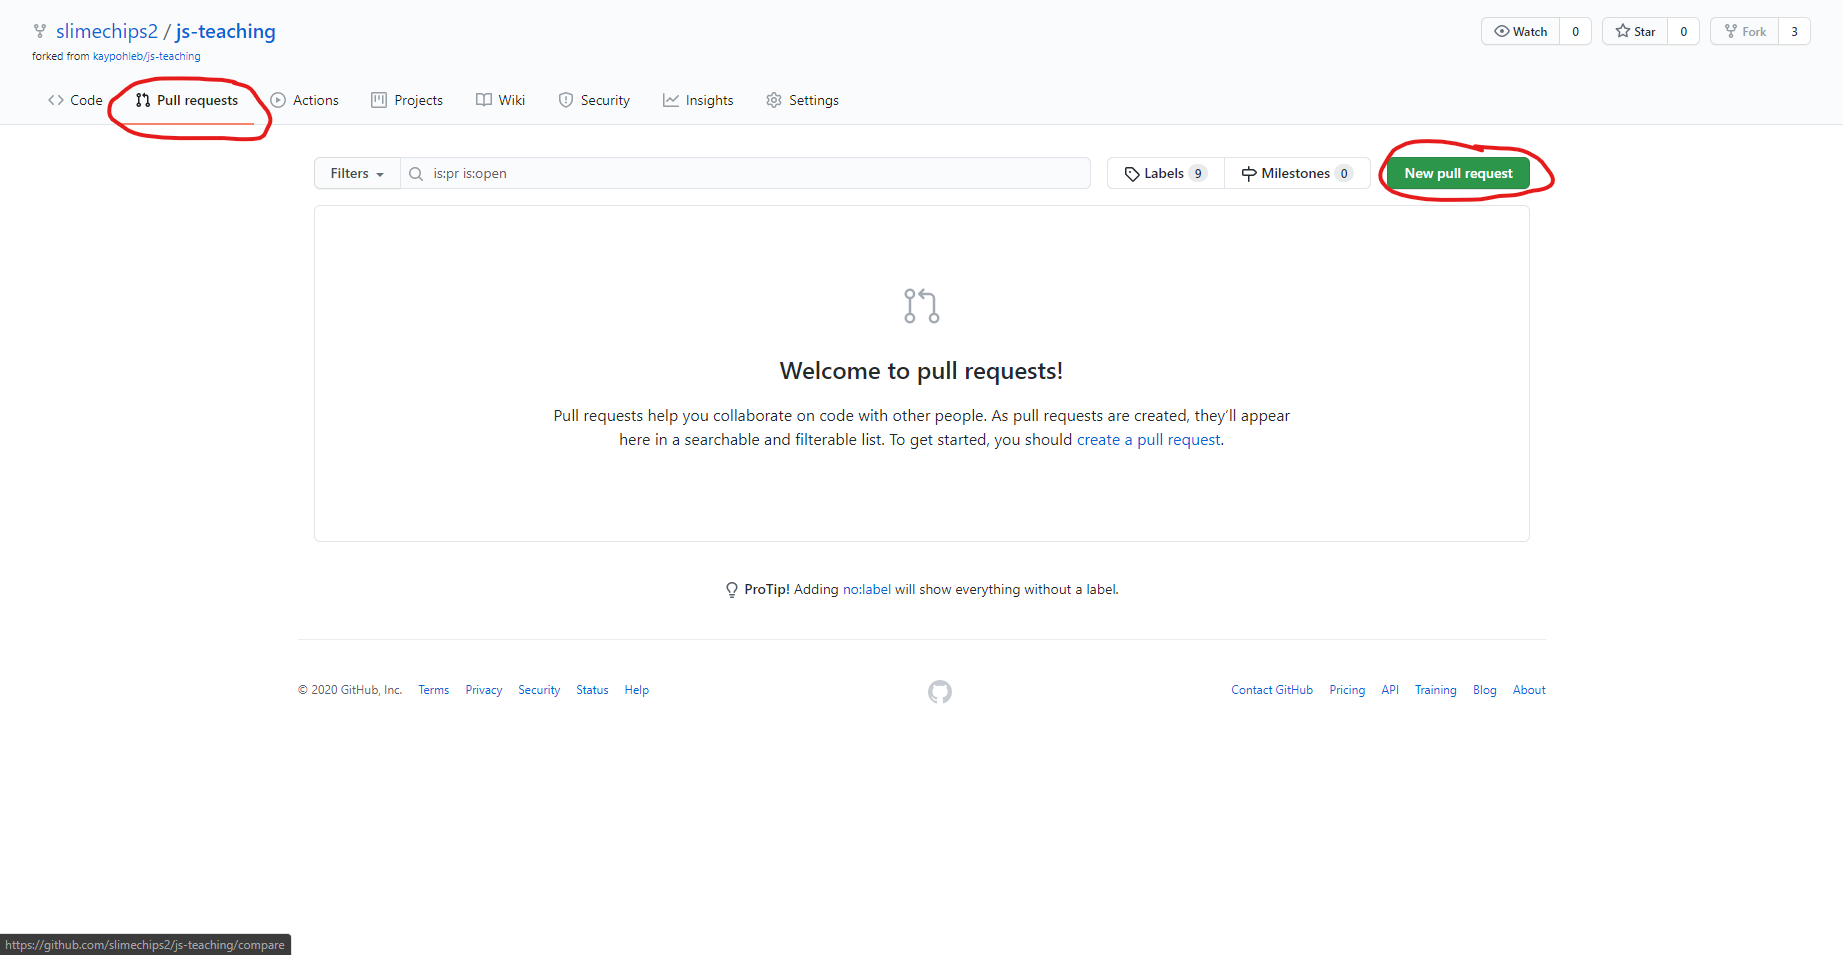 slimechips2 / js-teaching
Watch 0
Star 0
Fork 3
forked from kaypohleb/js-teaching
Code
Pull requests
Actions
Projects
Wiki
Security
Insights
Settings
Filters
is:pr is:open
Labels 9
Milestones 0
New pull request
Welcome to pull requests!
Pull requests help you collaborate on code with other people. As pull requests are created, they’ll appear
here in a searchable and filterable list. To get started, you should create a pull request.
ProTip! Adding no:label will show everything without a label.
© 2020 GitHub, Inc.
Terms
Privacy
Security
Status
Help
Contact GitHub
Pricing
API
Training
Blog
About
https://github.com/slimechips2/js-teaching/compare